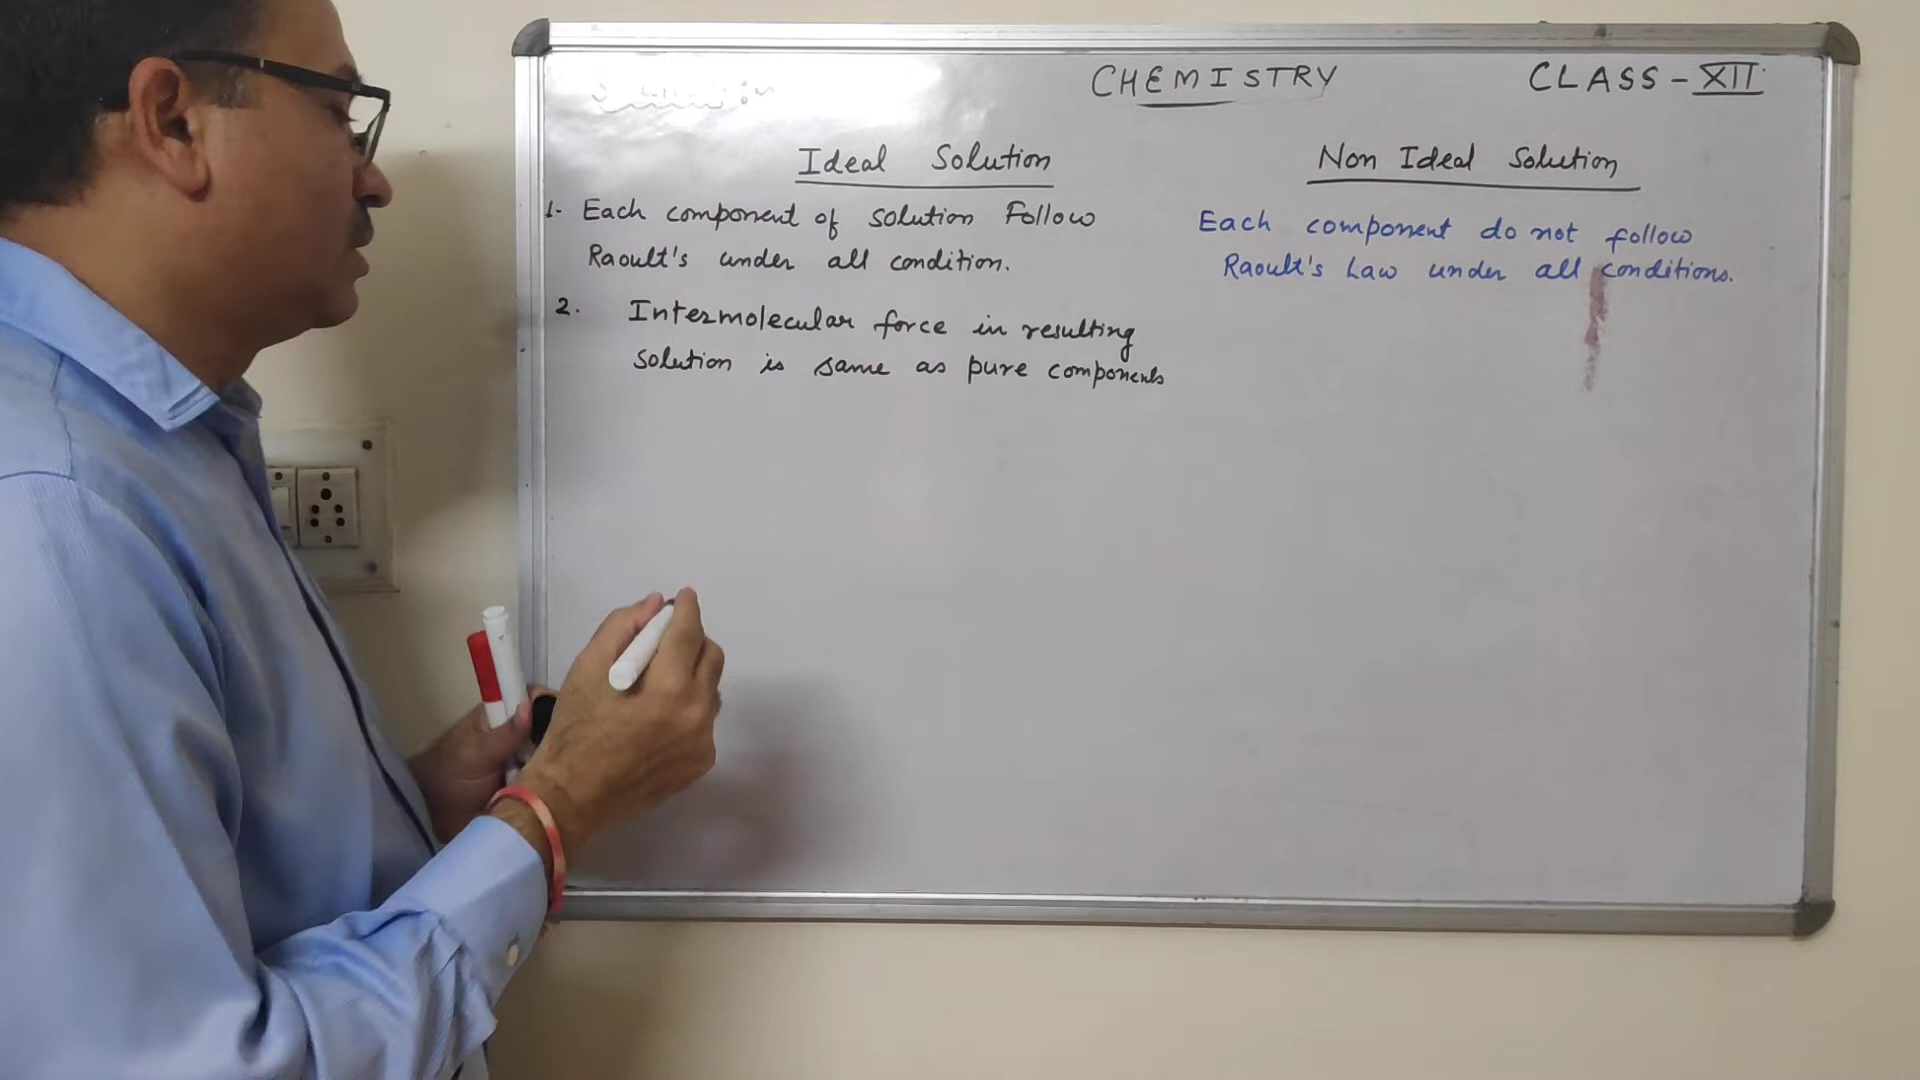 CHEMISTRY
CLASS - XII
Ideal Solution
1. Each component of solution Follow
Raoult's under all condition.
2. Intermolecular force in resulting
solution is same as pure components
Non Ideal Solution
Each component do not follow
Raoult's Law under all conditions.